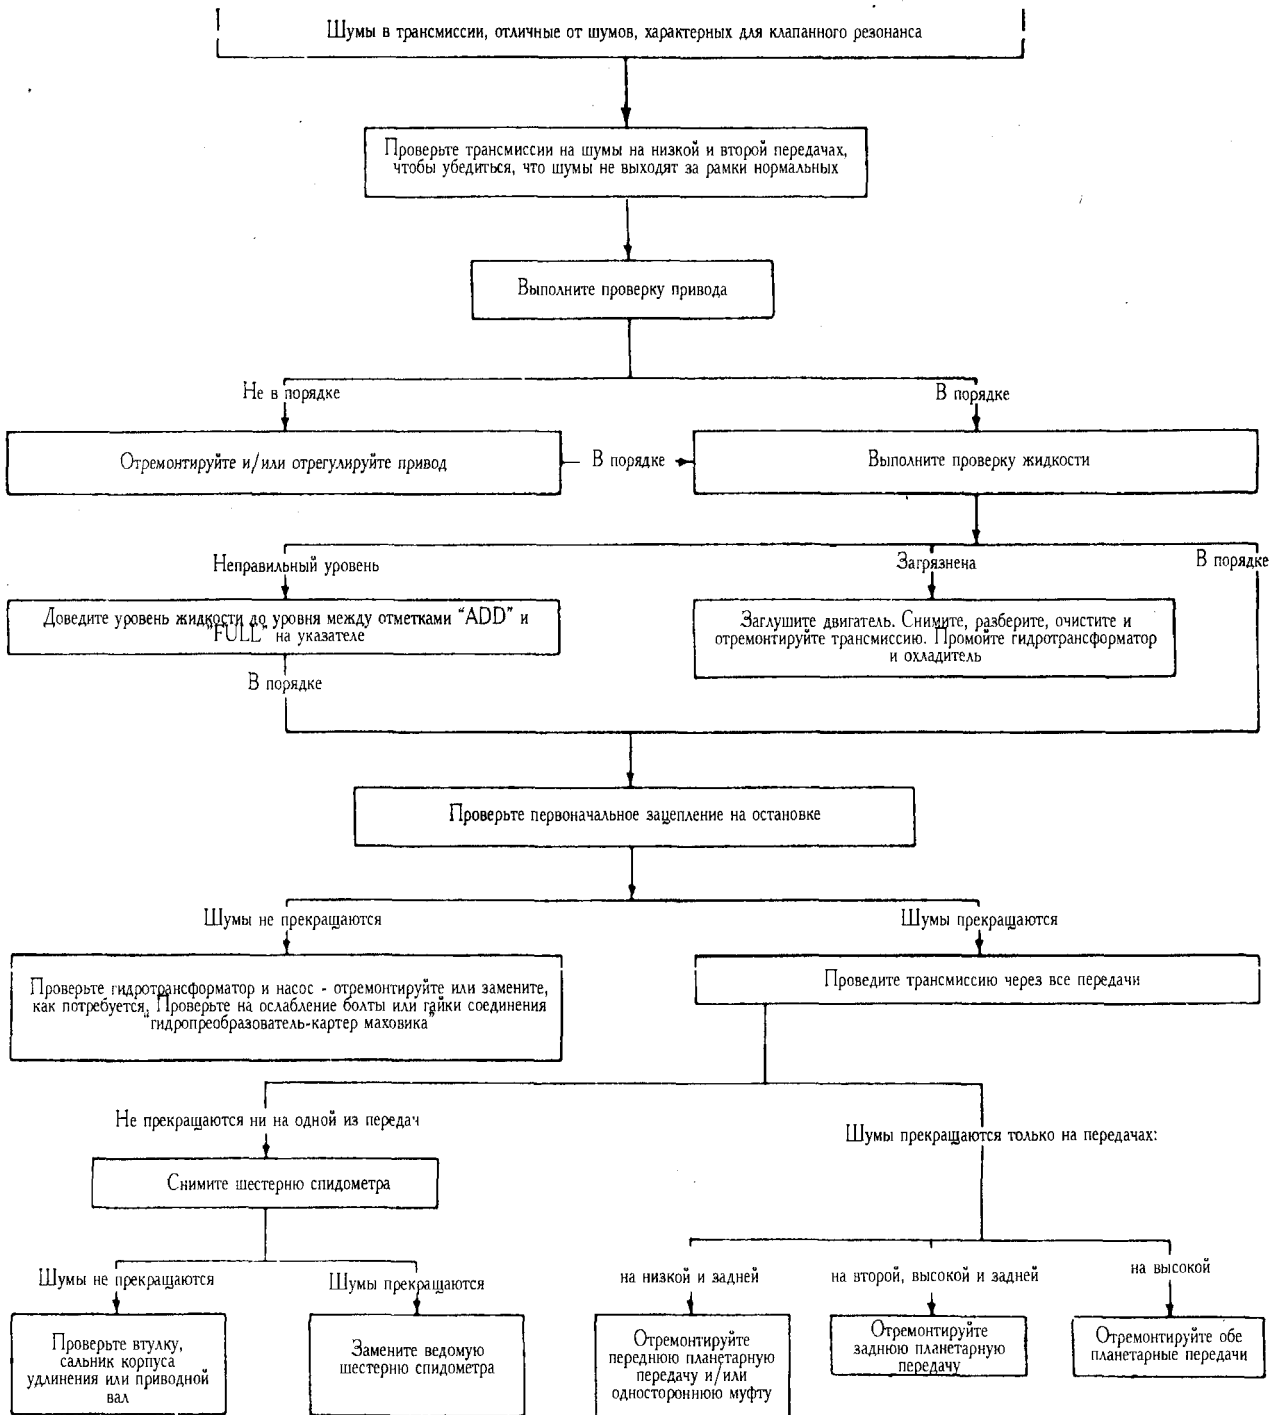 Шумы в трансмиссии, отличные от шумов, характерных для клапанного резонанса
Проверьте трансмиссии на шумы на низкой и второй передачах,
чтобы убедиться, что шумы не выходят за рамки нормальных
Выполните проверку привода
Не в порядке
В порядке
Отремонтируйте и/или отрегулируйте привод
В порядке
Выполните проверку жидкости
Неправильный уровень
Загрязнена
В порядке
Доведите уровень жидкости до уровня между отметками "ADD" и
"FULL" на указателе
Заглушите двигатель. Снимите, разберите, очистите и
отремонтируйте трансмиссию. Промойте гидротрансформатор
и охладитель
В порядке
Проверьте первоначальное зацепление на остановке
Шумы не прекращаются
Шумы прекращаются
Проверьте гидротрансформатор и насос - отремонтируйте или замените,
как потребуется. Проверьте на ослабление болты или гайки соединения
"гидропреобразователь-картер маховика"
Проведите трансмиссию через все передачи
Не прекращаются ни на одной из передач
Шумы прекращаются только на передачах:
Снимите шестерню спидометра
Шумы не прекращаются
Шумы прекращаются
на низкой и задней
на второй, высокой и задней
на высокой
Проверьте втулку,
сальник корпуса
удлинения или приводной
вал
Замените ведомую
шестерню спидометра
Отремонтируйте
переднюю планетарную
передачу и/или
одностороннюю муфту
Отремонтируйте
заднюю планетарную
передачу
Отремонтируйте обе
планетарные передачи